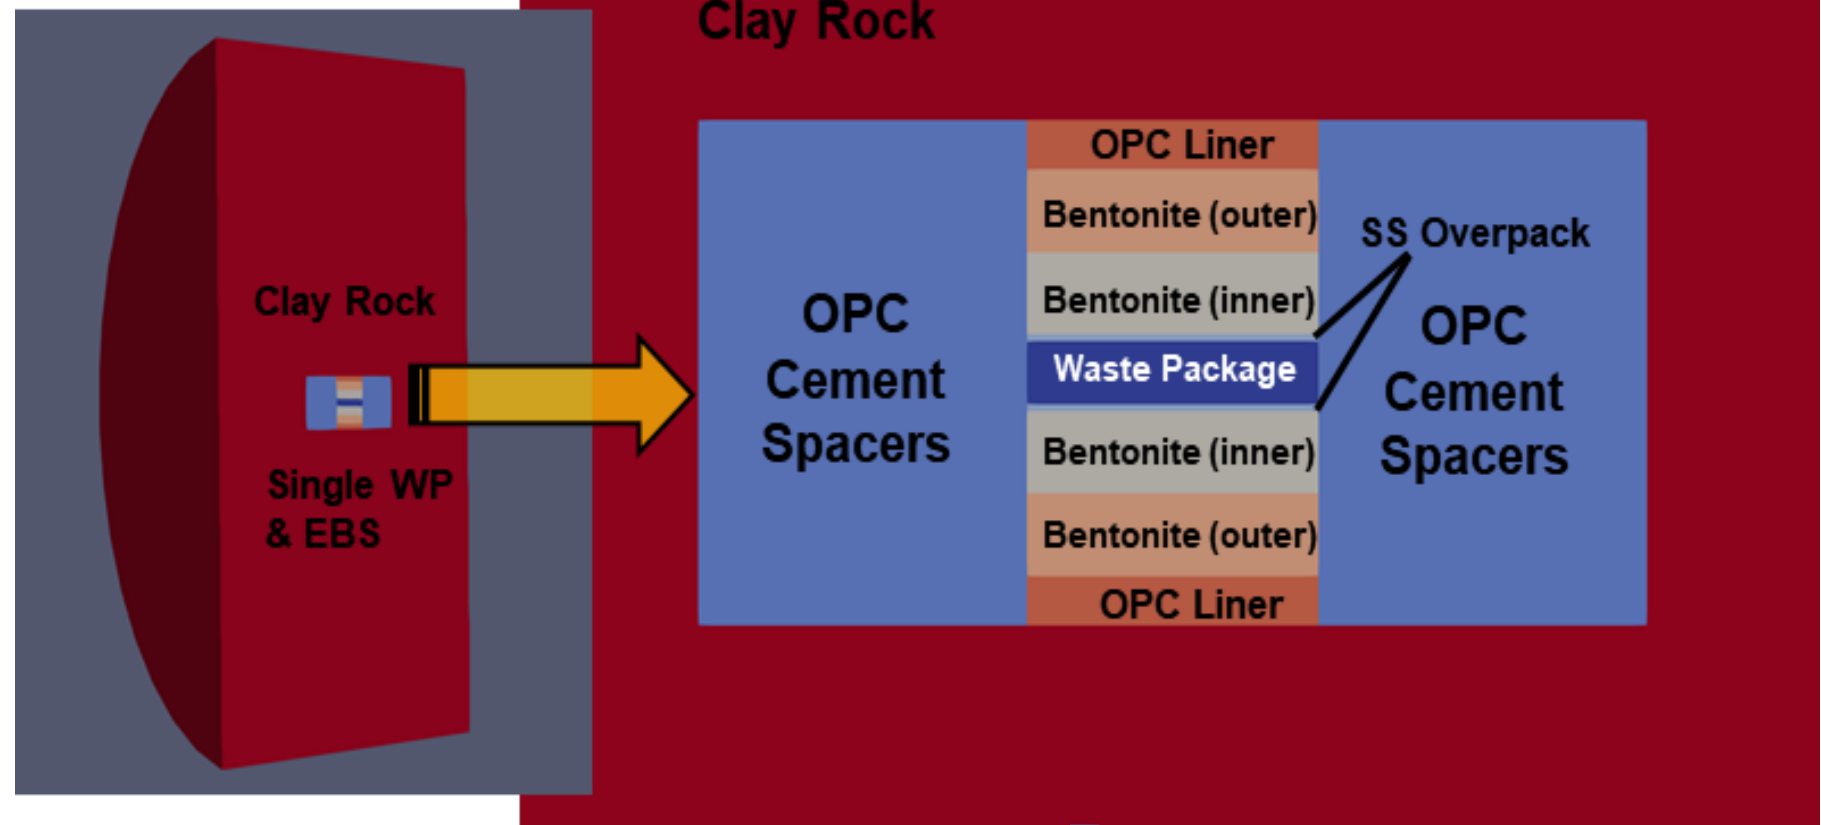 Clay Rock
Single WP
& EBS
Clay Rock
OPC
Cement
Spacers
OPC Liner
Bentonite (outer)
Bentonite (inner)
Waste Package
Bentonite (inner)
Bentonite (outer)
OPC Liner
SS Overpack
OPC
Cement
Spacers